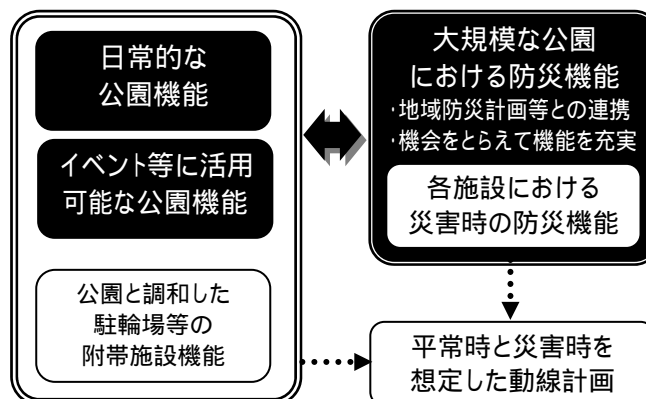 日常的な
公園機能
イベント等に活用
可能な公園機能
公園と調和した
駐輪場等の
附帯施設機能
大規模な公園
における防災機能
・地域防災計画等との連携
・機会をとらえて機能を充実
各施設における
災害時の防災機能
平常時と災害時を
想定した動線計画